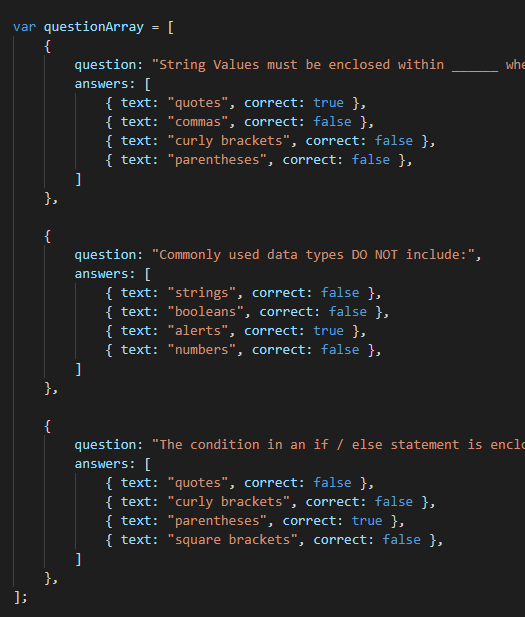 var questionArray = [
{
question: "String Values must be enclosed within ______ whe
answers: [
{ text: "quotes", correct: true },
{ text: "commas", correct: false },
{ text: "curly brackets", correct: false },
{ text: "parentheses", correct: false },
]
},
{
question: "Commonly used data types DO NOT include:",
answers: [
{ text: "strings", correct: false },
{ text: "booleans", correct: false },
{ text: "alerts", correct: true },
{ text: "numbers", correct: false },
]
},
{
question: "The condition in an if / else statement is enclo
answers: [
{ text: "quotes", correct: false },
{ text: "curly brackets", correct: false },
{ text: "parentheses", correct: true },
{ text: "square brackets", correct: false },
]
},
];